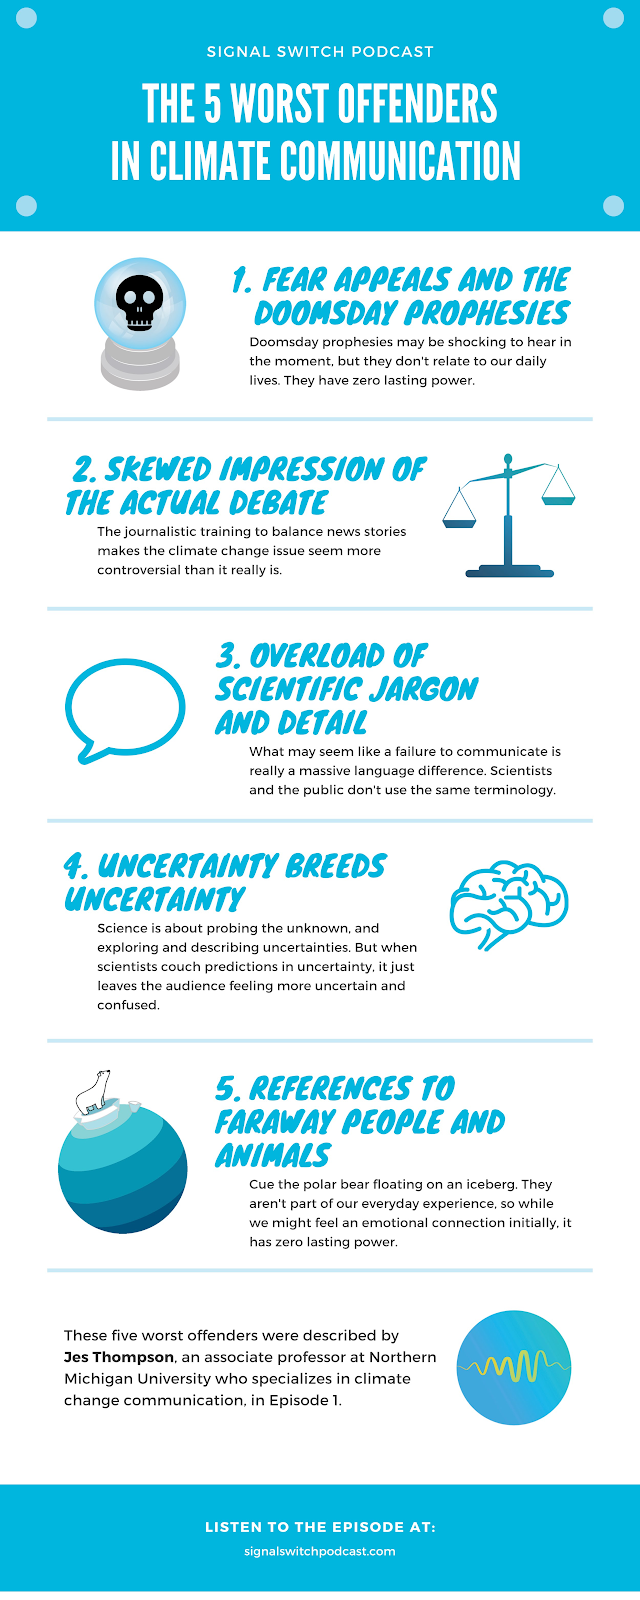 SIGNAL SWITCH PODCAST
THE 5 WORST OFFENDERS
IN CLIMATE COMMUNICATION
1. FEAR APPEALS AND THE
DOOMSDAY PROPHESIES
Doomsday prophesies may be shocking to hear in
the moment, but they don't relate to our daily
lives. They have zero lasting power.
2. SKEWED IMPRESSION OF
THE ACTUAL DEBATE
The journalistic training to balance news stories
makes the climate change issue seem more
controversial than it really is.
3. OVERLOAD OF
SCIENTIFIC JARGON
AND DETAIL
What may seem like a failure to communicate is
really a massive language difference. Scientists
and the public don't use the same terminology.
4. UNCERTAINTY BREEDS
UNCERTAINTY
Science is about probing the unknown, and
exploring and describing uncertainties. But when
scientists couch predictions in uncertainty, it just
leaves the audience feeling more uncertain and
confused.
5. REFERENCES TO
FARAWAY PEOPLE AND
ANIMALS
Cue the polar bear floating on an iceberg. They
aren't part of our everyday experience, so while
we might feel an emotional connection initially, it
has zero lasting power.
These five worst offenders were described by
Jes Thompson, an associate professor at Northern
Michigan University who specializes in climate
change communication, in Episode 1.
LISTEN TO THE EPISODE AT:
signalswitchpodcast.com